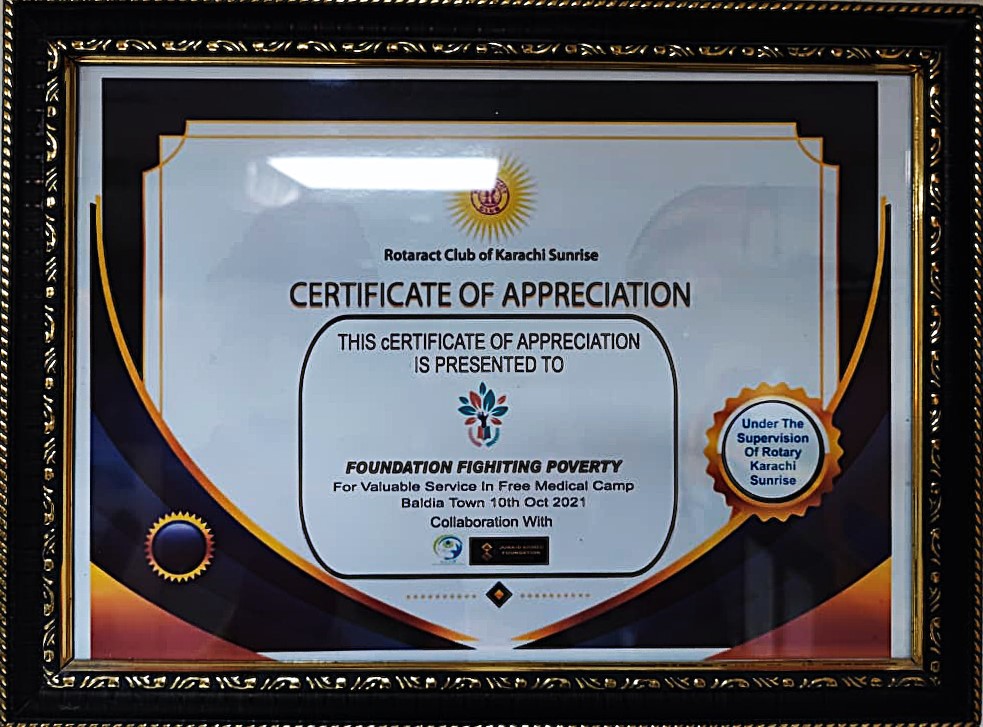 Rotaract Club of Karachi Sunrise
CERTIFICATE OF APPRECIATION
THIS cERTIFICATE OF APPRECIATION
IS PRESENTED TO
FOUNDATION FIGHITING POVERTY
For Valuable Service In Free Medical Camp
Baldia Town 10th Oct 2021
Collaboration With
FOUNDATION
Under The
Supervision
Of Rotary
Karachi
Sunrise